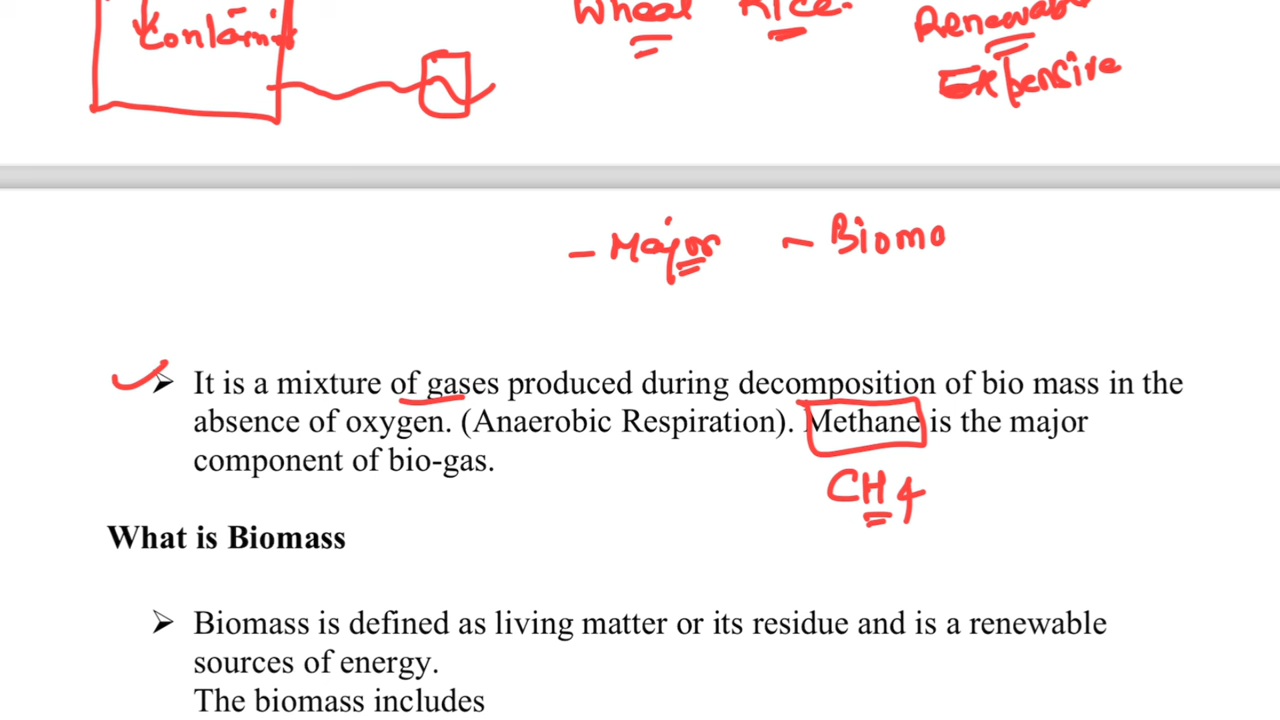 Wheat Rice.
Renewable
Container
Expensive
- Major - Biomo
➤ It is a mixture of gases produced during decomposition of bio mass in the
absence of oxygen. (Anaerobic Respiration). Methane is the major
component of bio-gas.
CH4
What is Biomass
➤ Biomass is defined as living matter or its residue and is a renewable
sources of energy.
The biomass includes